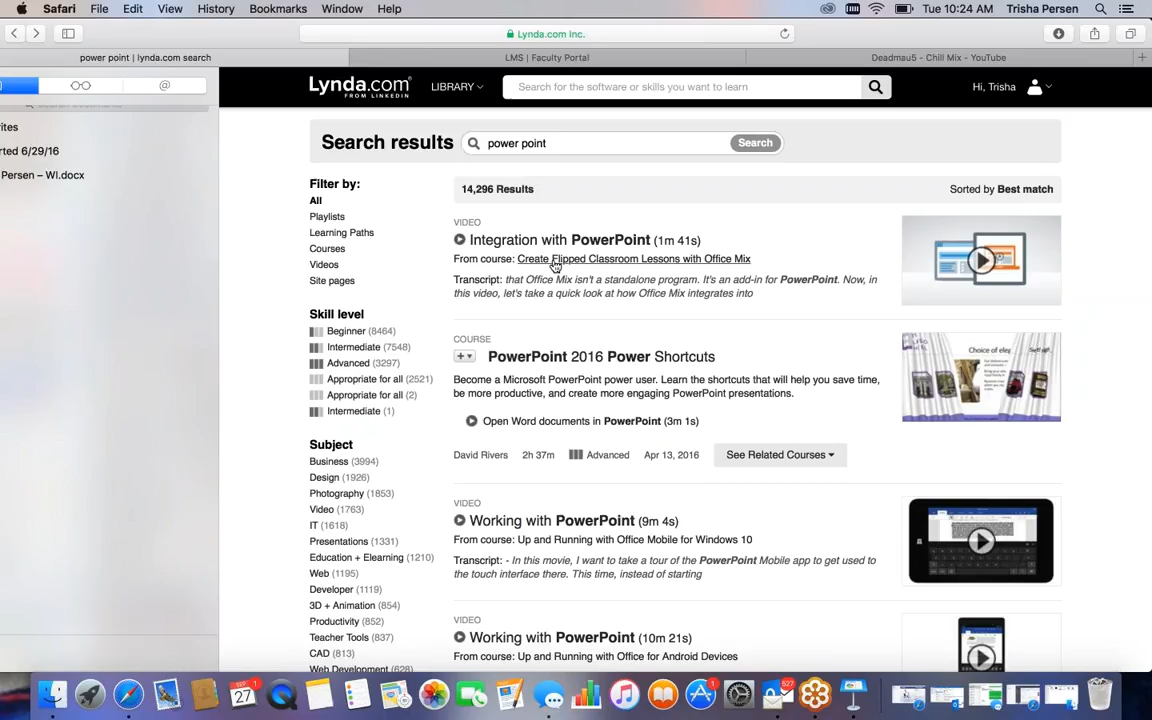 Safari File Edit View History Bookmarks Window Help Tue 10:24 AM Trisha Persen
Lynda.com Inc.
power point | lynda.com search LMS | Faculty Portal Deadmau5 - Chill Mix - YouTube
@
Lynda.com
FROM LINKEDIN
LIBRARY
Search for the software or skills you want to learn
Hi, Trisha
ites
rted 6/29/16
Persen – WI.docx
Search results power point Search
Filter by:
All
Playlists
Learning Paths
Courses
Videos
Site pages
Skill level
Beginner (8464)
Intermediate (7548)
Advanced (3297)
Appropriate for all (2521)
Appropriate for all (2)
Intermediate (1)
Subject
Business (3994)
Design (1926)
Photography (1853)
Video (1763)
IT (1618)
Presentations (1331)
Education + Elearning (1210)
Web (1195)
Developer (1119)
3D + Animation (854)
Productivity (852)
Teacher Tools (837)
CAD (813)
Web Development (628)
14,296 Results Sorted by Best match
VIDEO
Integration with PowerPoint (1m 41s)
From course: Create Flipped Classroom Lessons with Office Mix
Transcript: that Office Mix isn't a standalone program. It's an add-in for PowerPoint. Now, in
this video, let's take a quick look at how Office Mix integrates into
COURSE
PowerPoint 2016 Power Shortcuts
Become a Microsoft PowerPoint power user. Learn the shortcuts that will help you save time,
be more productive, and create more engaging PowerPoint presentations.
Open Word documents in PowerPoint (3m 1s)
David Rivers 2h 37m Advanced Apr 13, 2016 See Related Courses
Choice of eleg
VIDEO
Working with PowerPoint (9m 4s)
From course: Up and Running with Office Mobile for Windows 10
Transcript: - In this movie, I want to take a tour of the PowerPoint Mobile app to get used to
the touch interface there. This time, instead of starting
VIDEO
Working with PowerPoint (10m 21s)
From course: Up and Running with Office for Android Devices
27
1
1
527